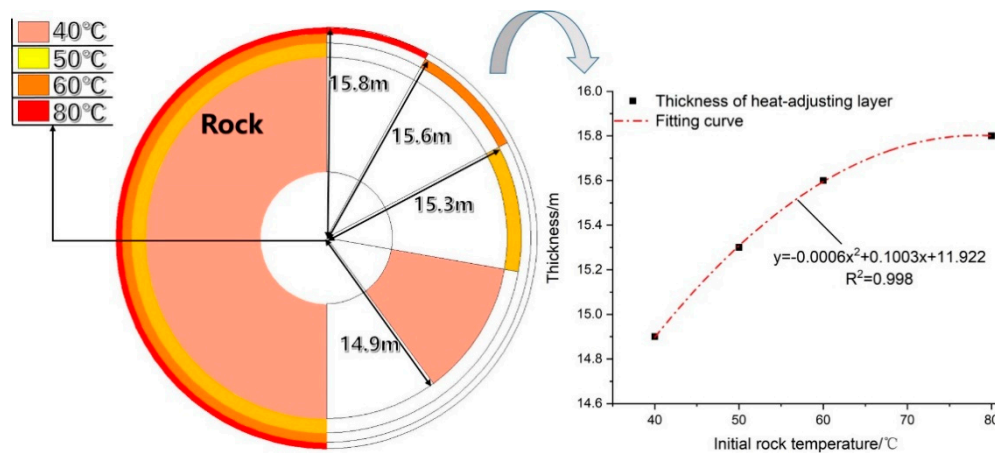 40℃
50℃
60℃
80℃
Rock
15.8m
15.6m
15.3m
14.9m
Thickness/m
16.0
15.8
15.6
15.4
15.2
15.0
14.8
14.6
Thickness of heat-adjusting layer
Fitting curve
y=-0.0006x²+0.1003x+11.922
R²=0.998
40 50 60 70 80
Initial rock temperature/℃